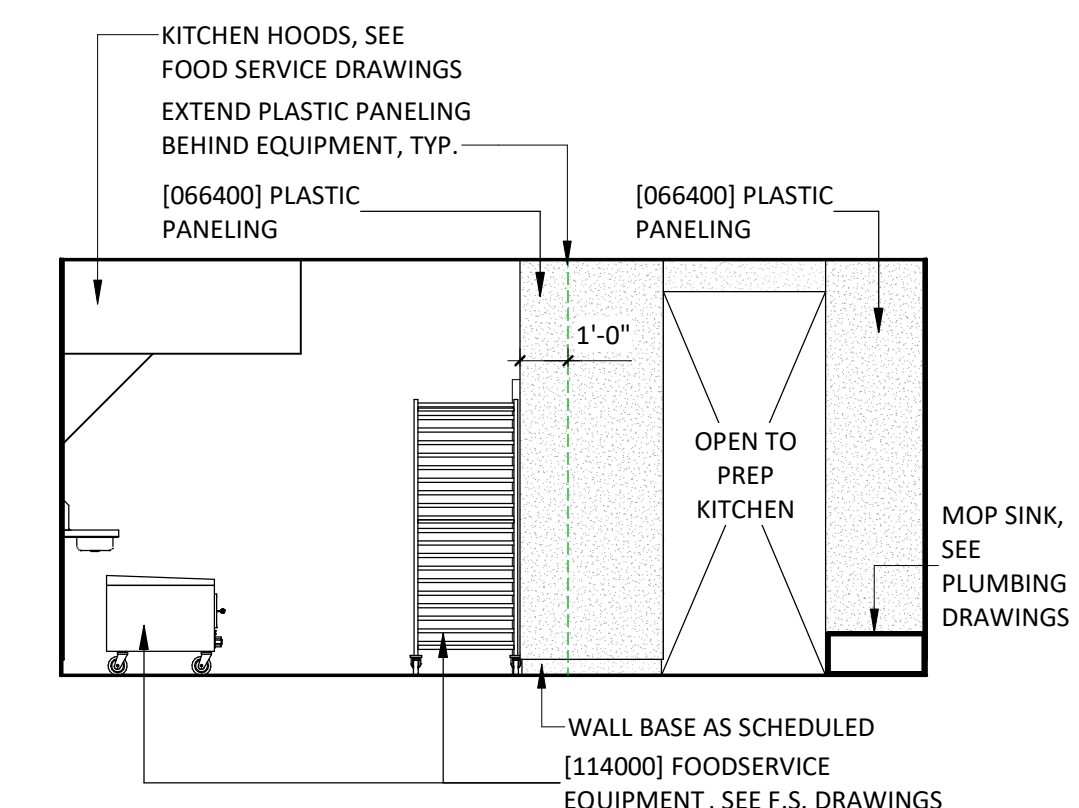 KITCHEN HOODS, SEE
FOOD SERVICE DRAWINGS
EXTEND PLASTIC PANELING
BEHIND EQUIPMENT, TYP.
[066400] PLASTIC
PANELING
[066400] PLASTIC
PANELING
1'-0"
OPEN TO
PREP
KITCHEN
MOP SINK,
SEE
PLUMBING
DRAWINGS
WALL BASE AS SCHEDULED
[114000] FOODSERVICE
EQUIPMENT , SEE F.S. DRAWINGS